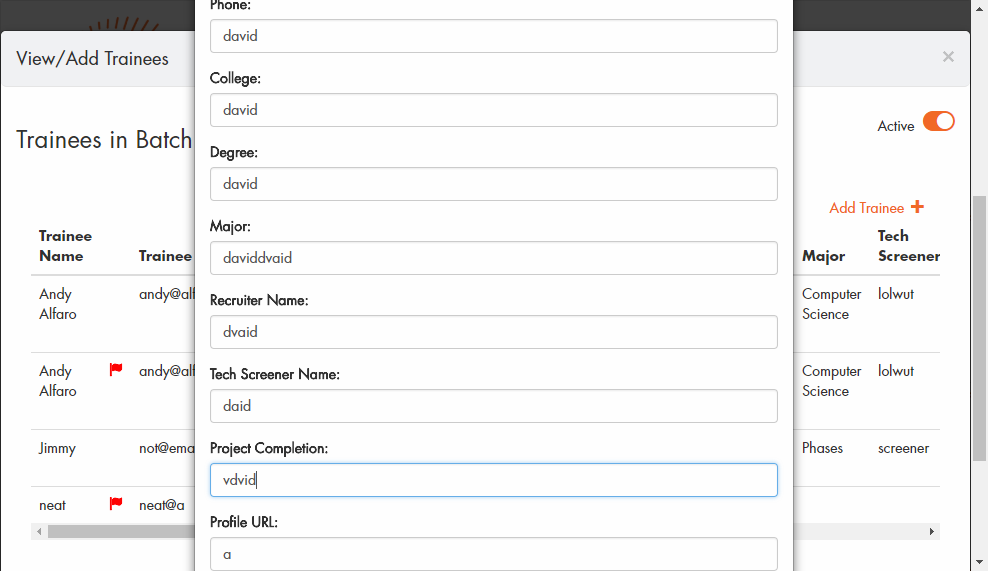 Phone:
david
View/Add Trainees
×
College:
david
Active
Trainees in Batch
Degree:
david
Add Trainee +
Major:
daviddvaid
Trainee Name
Trainee
Major
Tech Screener
Andy Alfaro
andy@alf
Computer Science
lolwut
Recruiter Name:
dvaid
Andy Alfaro
andy@alf
Computer Science
lolwut
Tech Screener Name:
daid
Jimmy
not@ema
Phases
screener
Project Completion:
vdvid
neat
neat@a
Profile URL:
a